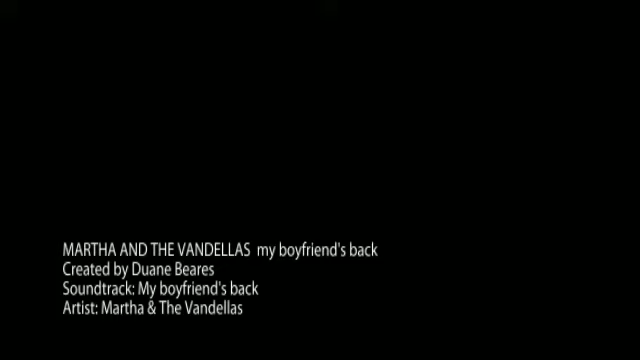 MARTHA AND THE VANDELLAS  my boyfriend's back
Created by Duane Beares
Soundtrack: My boyfriend's back
Artist: Martha & The Vandellas